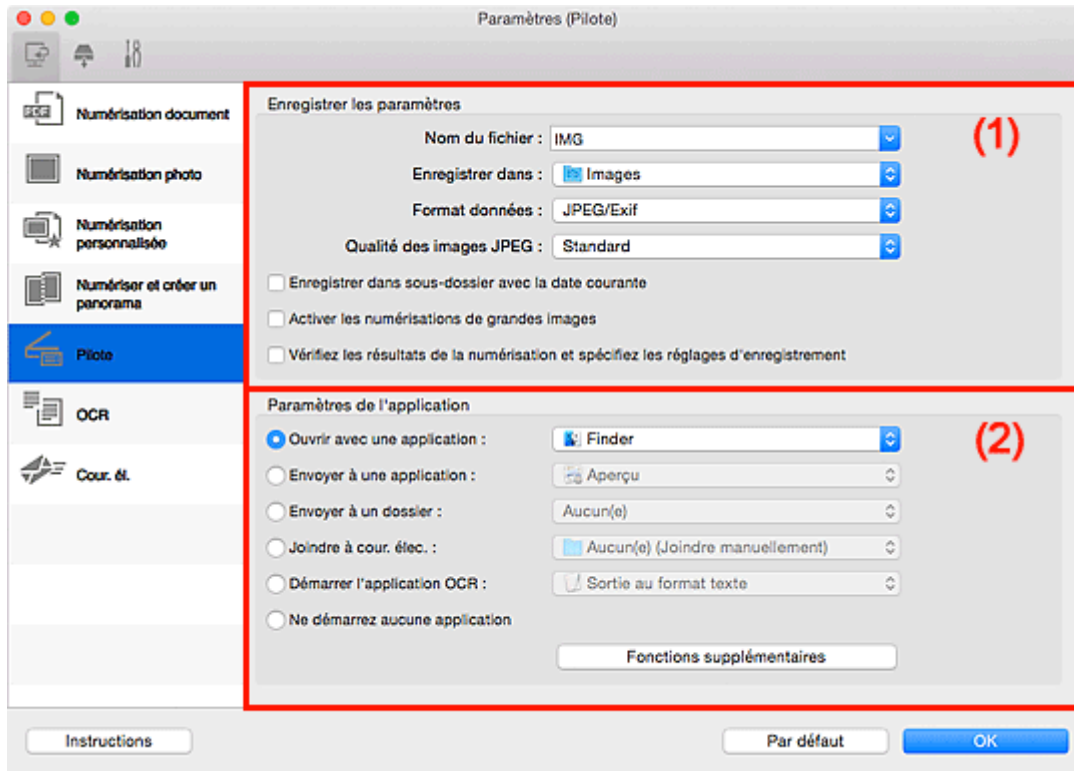 Paramètres (Pilote)
Numérisation document
Numérisation photo
Numérisation
personnalisée
Numériser et créer un
panorama
Pilote
OCR
Cour. él.
Enregistrer les paramètres
(1)
Nom du fichier : IMG
Enregistrer dans : Images
Format données : JPEG/Exif
Qualité des images JPEG : Standard
Enregistrer dans sous-dossier avec la date courante
Activer les numérisations de grandes images
Vérifiez les résultats de la numérisation et spécifiez les réglages d'enregistrement
Paramètres de l'application
(2)
Ouvrir avec une application : Finder
Envoyer à une application : Aperçu
Envoyer à un dossier : Aucun(e)
Joindre à cour. élec. : Aucun(e) (Joindre manuellement)
Démarrer l'application OCR : Sortie au format texte
Ne démarrez aucune application
Fonctions supplémentaires
Instructions
Par défaut
OK